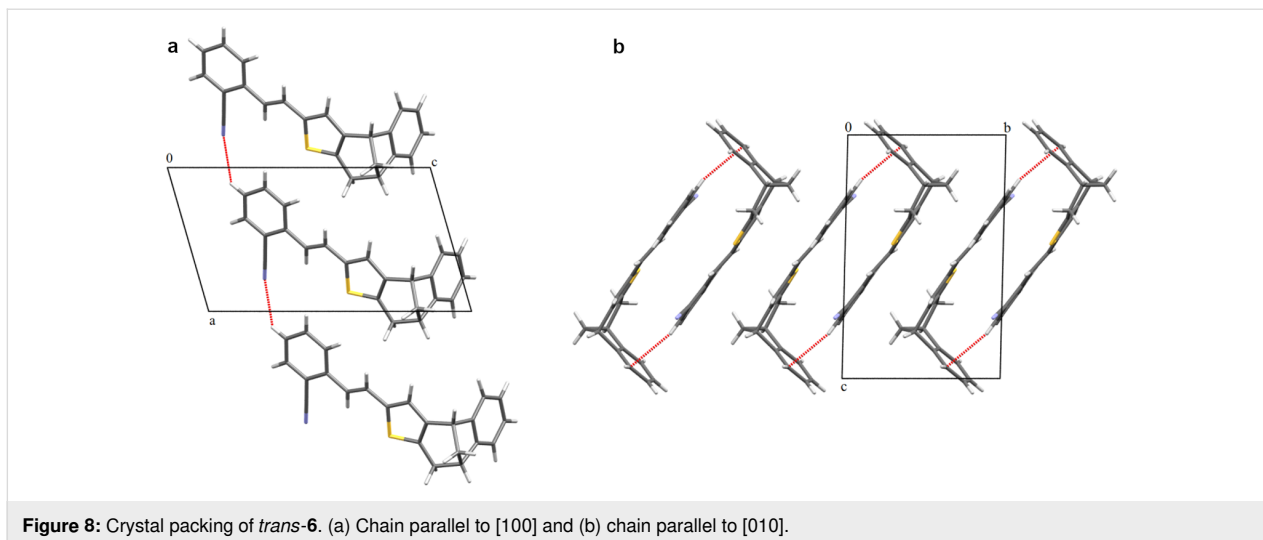 a
b
0
c
a
0
b
c
Figure 8: Crystal packing of trans-6. (a) Chain parallel to [100] and (b) chain parallel to [010].